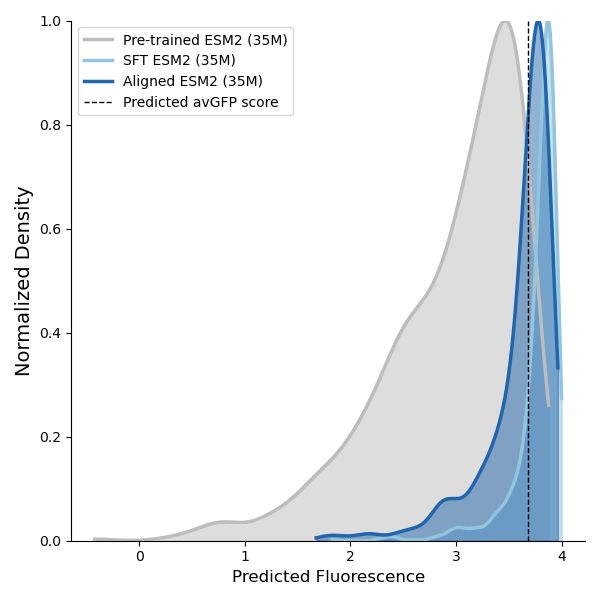 Pre-trained ESM2 (35M)
SFT ESM2 (35M)
Aligned ESM2 (35M)
Predicted avGFP score
Normalized Density
1.0
0.8
0.6
0.4
0.2
0.0
0 1 2 3 4
Predicted Fluorescence